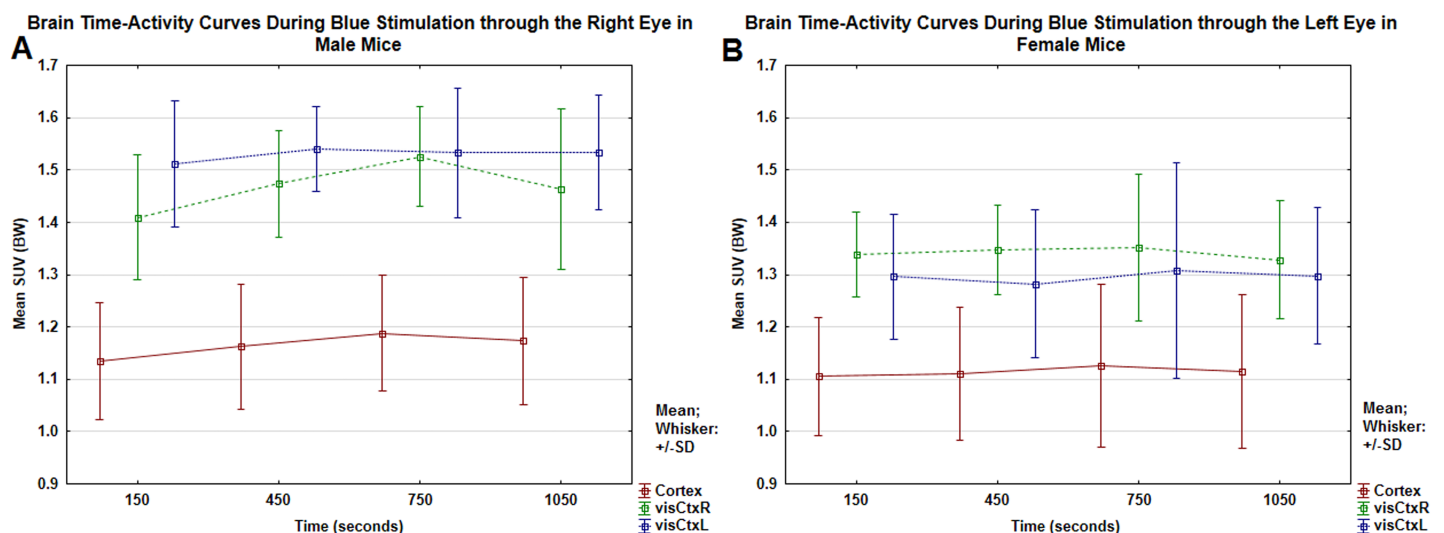 Brain Time-Activity Curves During Blue Stimulation through the Right Eye in
Male Mice
A
1.7
1.6
1.5
1.4
1.3
1.2
1.1
1.0
0.9
Mean SUV (BW)
150 450 750 1050
Time (seconds)
Mean;
Whisker:
+/-SD
Cortex
visCtxR
visCtxL
Brain Time-Activity Curves During Blue Stimulation through the Left Eye in
Female Mice
B
1.7
1.6
1.5
1.4
1.3
1.2
1.1
1.0
0.9
Mean SUV (BW)
150 450 750 1050
Time (seconds)
Mean;
Whisker:
+/-SD
Cortex
visCtxR
visCtxL